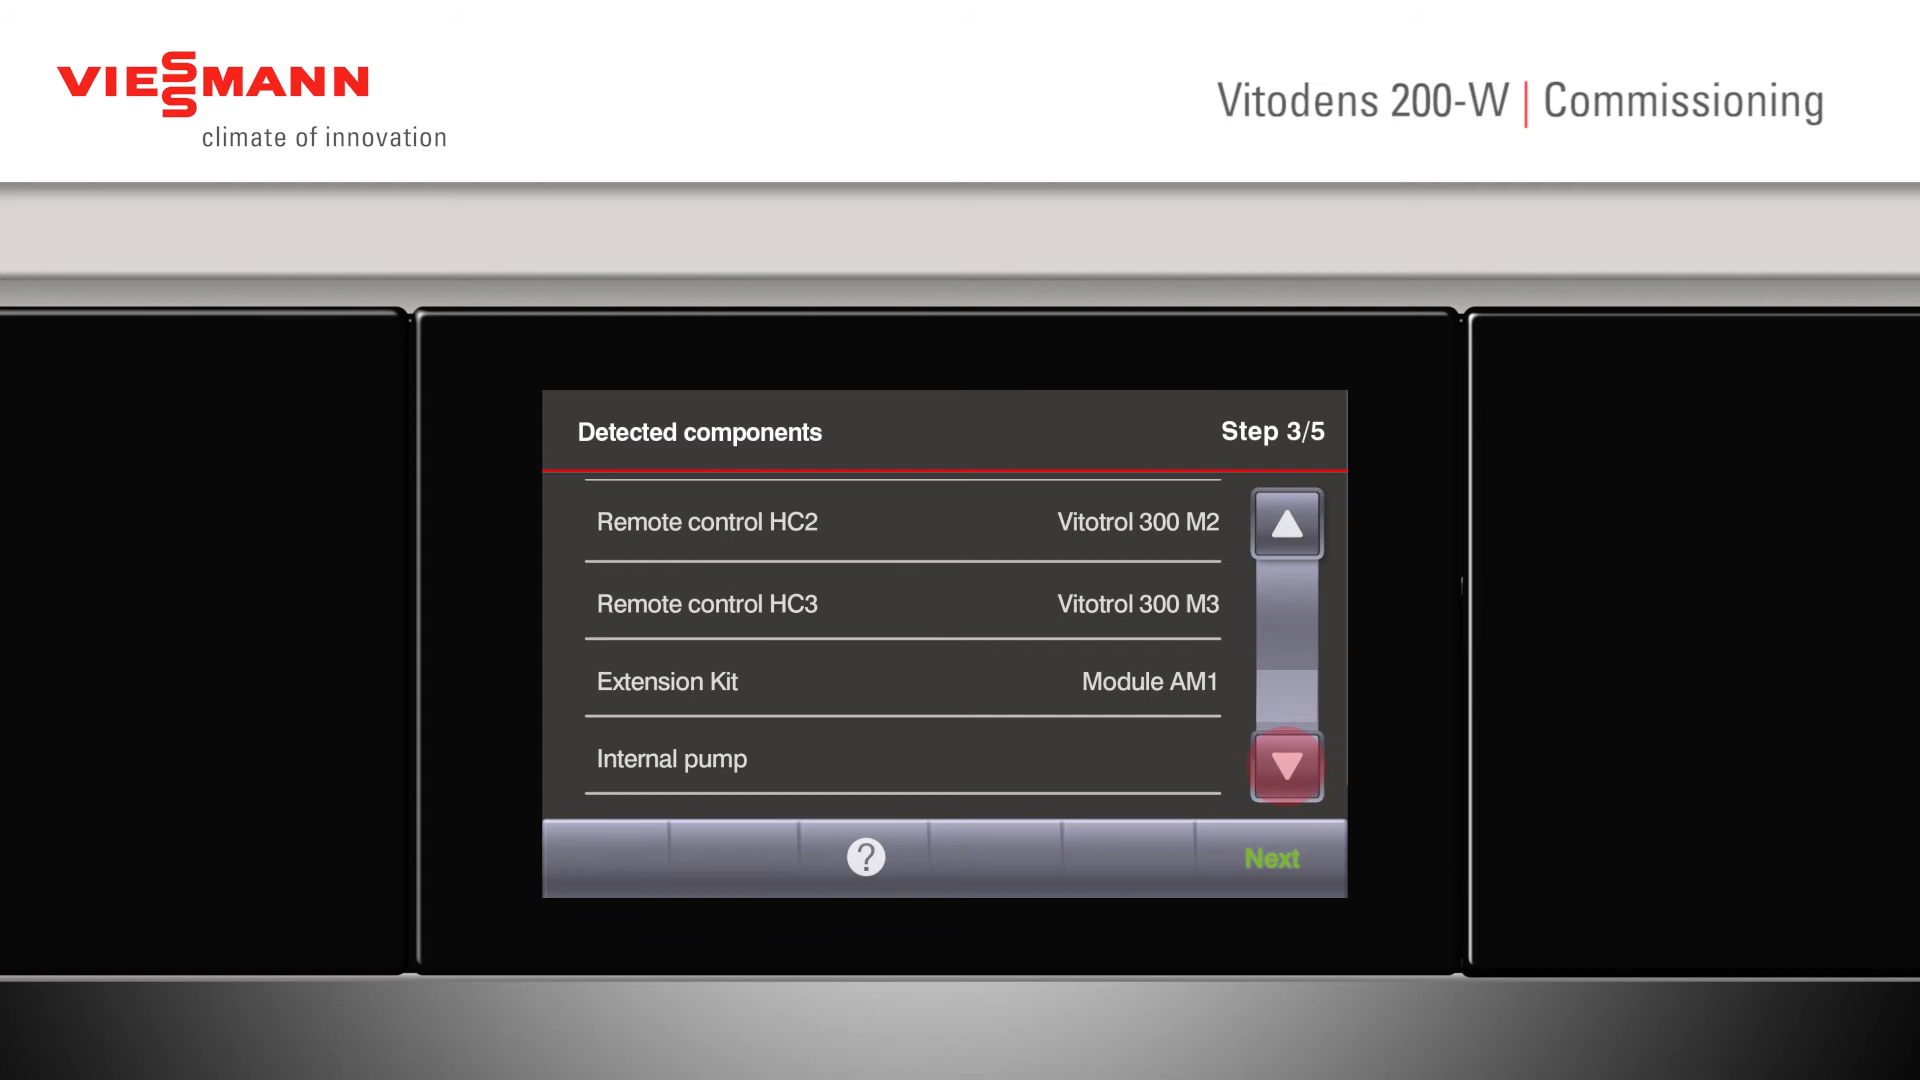 VIESSMANN
climate of innovation
Vitodens 200-W | Commissioning
Detected components Step 3/5
Remote control HC2 Vitotrol 300 M2
Remote control HC3 Vitotrol 300 M3
Extension Kit Module AM1
Internal pump
? Next